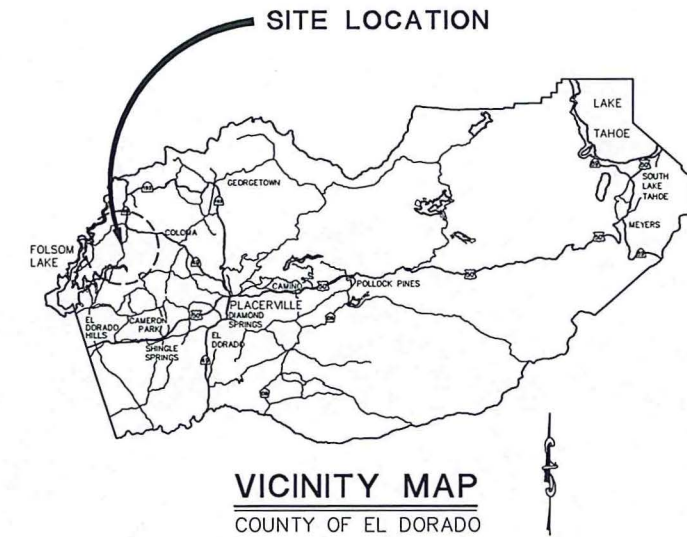 SITE LOCATION
LAKE
TAHOE
SOUTH
LAKE
TAHOE
MEYERS
GEORGETOWN
COLOMA
FOLSOM
LAKE
CAMINO
POLLOCK PINES
PLACERVILLE
DIAMOND
SPRINGS
EL
DORADO
HILLS
CAMERON
PARK
SHINGLE
SPRINGS
EL
DORADO
VICINITY MAP
COUNTY OF EL DORADO